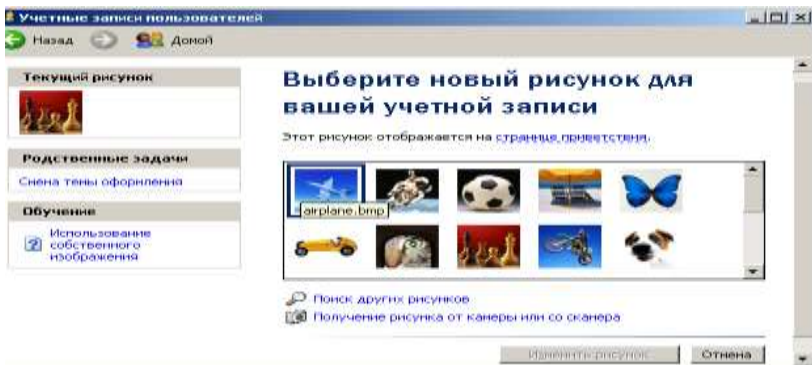 Учетные записи пользователей
Назад Домой
Текущий рисунок
Родственные задачи
Смена темы оформления
Обучение
Использование
собственного
изображения
Выберите новый рисунок для
вашей учетной записи
Этот рисунок отображается на странице приветствия.
airplane.bmp
Поиск других рисунков
Получение рисунка от камеры или со сканера
Изменить рисунок Отмена